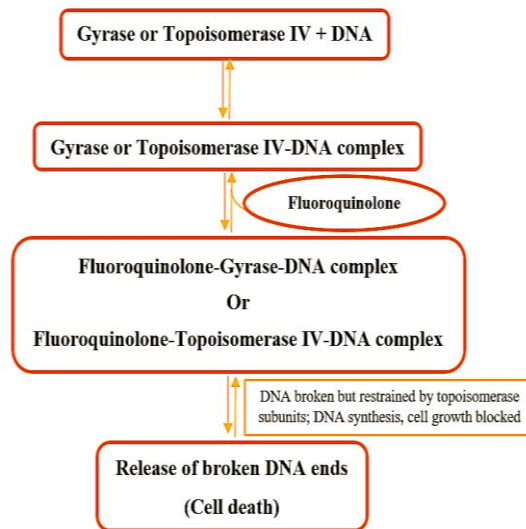 Gyrase or Topoisomerase IV + DNA
Gyrase or Topoisomerase IV-DNA complex
Fluoroquinolone
Fluoroquinolone-Gyrase-DNA complex
Or
Fluoroquinolone-Topoisomerase IV-DNA complex
DNA broken but restrained by topoisomerase
subunits; DNA synthesis, cell growth blocked
Release of broken DNA ends
(Cell death)